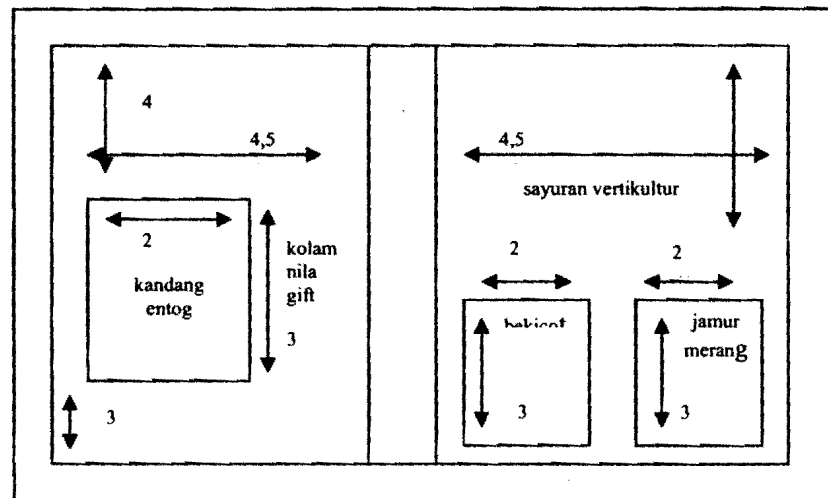 4
4,5
2
kandang
entog
kolam
nila
gift
3
3
4,5
sayuran vertikultur
2
2
3
jamur
merang
3